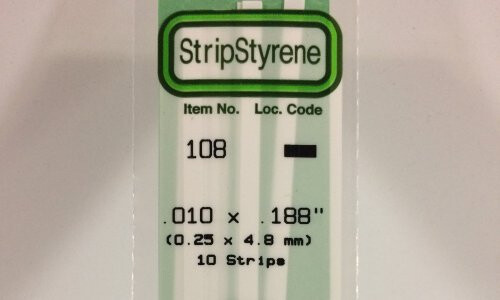 StripStyrene
Item No. Loc. Code
108
.010 x .188"
(0.25 x 4.8 mm)
10 Strips